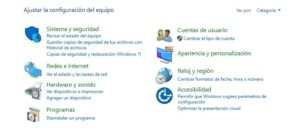 Ajustar la configuración del equipo
Ver por: Categoría
Sistema y seguridad
Revisar el estado del equipo
Guardar copias de seguridad de tus archivos con
Historial de archivos
Copias de seguridad y restauración (Windows 7)
Redes e Internet
Ver el estado y las tareas de red
Hardware y sonido
Ver dispositivos e impresoras
Agregar un dispositivo
Programas
Desinstalar un programa
Cuentas de usuario
Cambiar el tipo de cuenta
Apariencia y personalización
Reloj y región
Cambiar formatos de fecha, hora o número
Accesibilidad
Permitir que Windows sugiera parámetros de
configuración
Optimizar la presentación visual